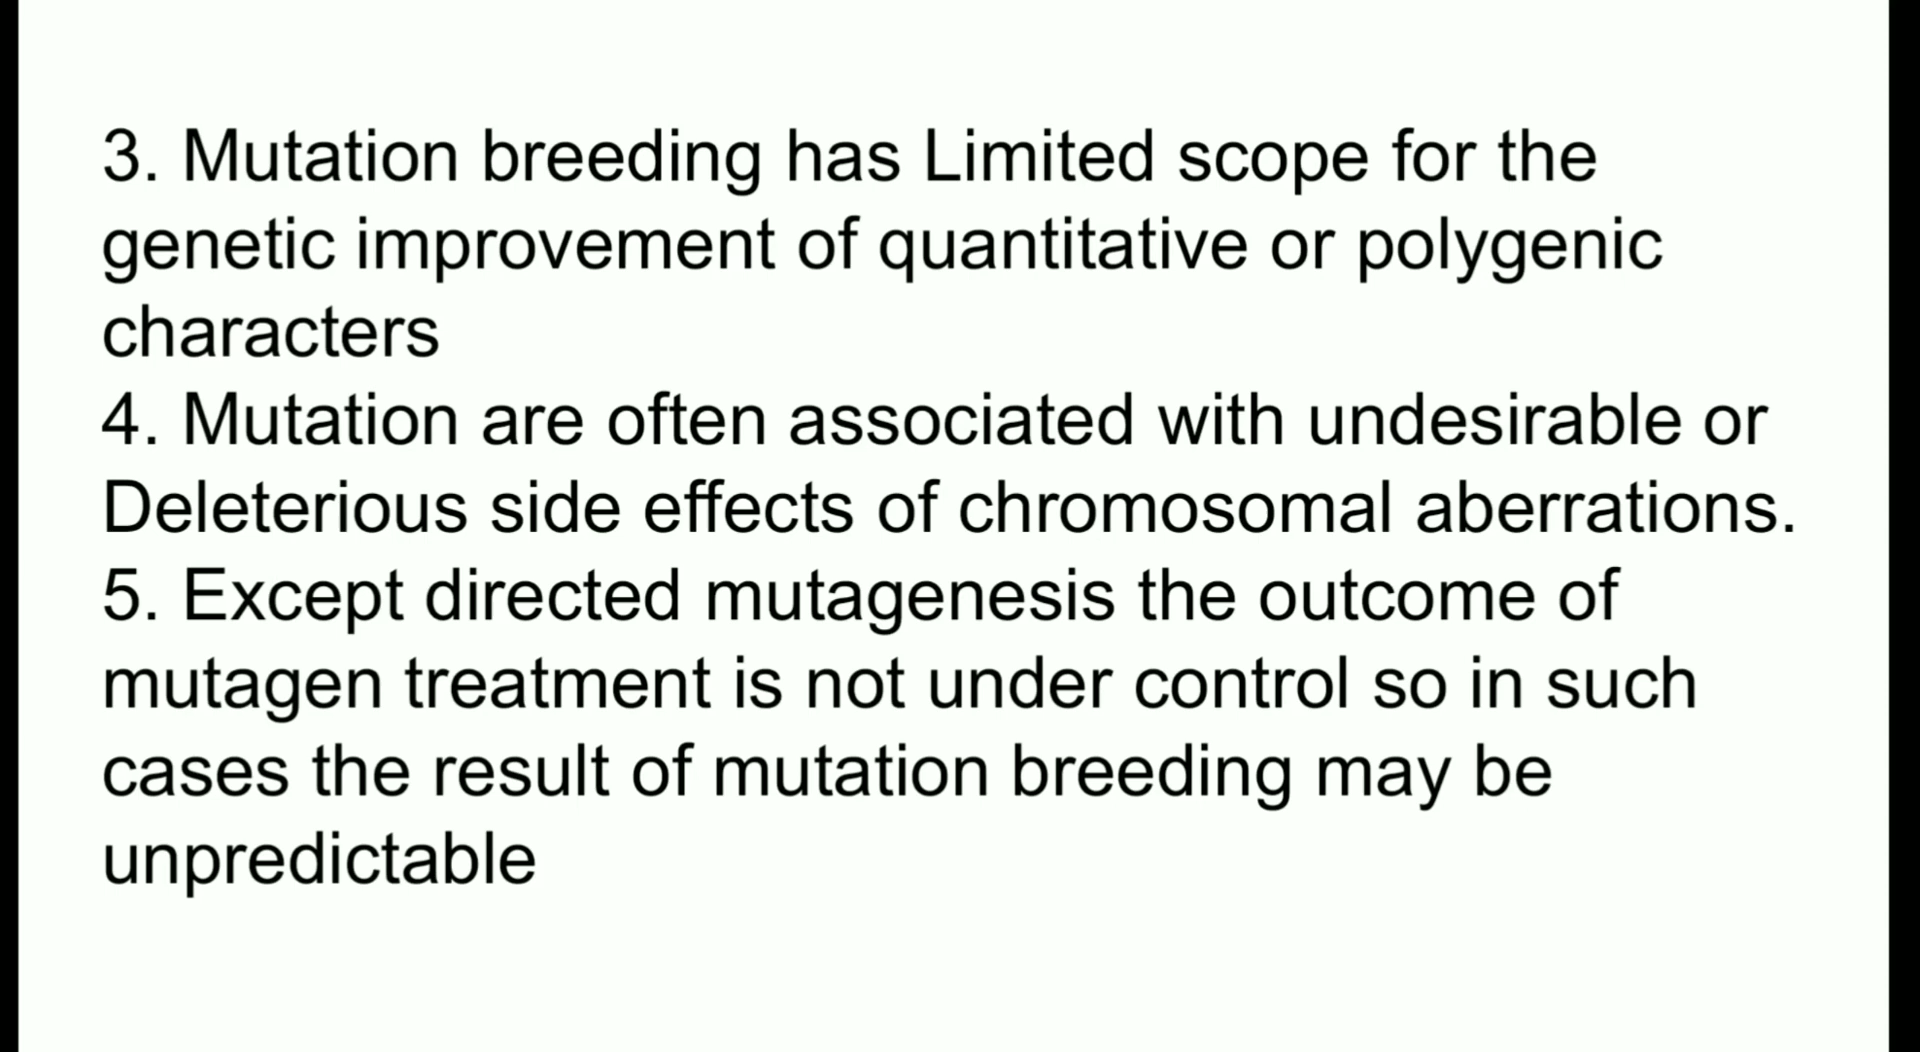 3. Mutation breeding has Limited scope for the
genetic improvement of quantitative or polygenic
characters
4. Mutation are often associated with undesirable or
Deleterious side effects of chromosomal aberrations.
5. Except directed mutagenesis the outcome of
mutagen treatment is not under control so in such
cases the result of mutation breeding may be
unpredictable